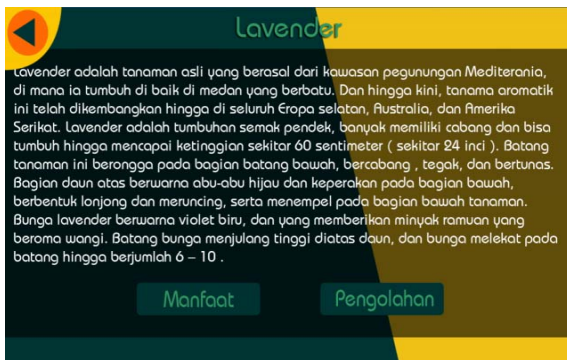 Lavender
Lavender adalah tanaman asli yang berasal dari kawasan pegunungan Mediterania,
di mana ia tumbuh di baik di medan yang berbatu. Dan hingga kini, tanama aromatik
ini telah dikembangkan hingga di seluruh Eropa selatan, Australia, dan Amerika
Serikat. Lavender adalah tumbuhan semak pendek, banyak memiliki cabang dan bisa
tumbuh hingga mencapai ketinggian sekitar 60 sentimeter ( sekitar 24 inci ). Batang
tanaman ini berongga pada bagian batang bawah, bercabang , tegak, dan bertunas.
Bagian daun atas berwarna abu-abu hijau dan keperakan pada bagian bawah,
berbentuk lonjong dan meruncing, serta menempel pada bagian bawah tanaman.
Bunga lavender berwarna violet biru, dan yang memberikan minyak ramuan yang
beroma wangi. Batang bunga menjulang tinggi diatas daun, dan bunga melekat pada
batang hingga berjumlah 6 – 10 .
Manfaat
Pengolahan